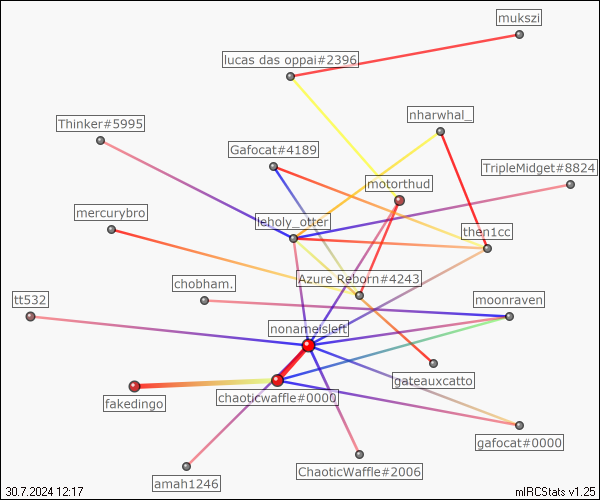 mukszi
lucas das oppai#2396
nharwhal_
Thinker#5995
Gafocat#4189
TripleMidget#8824
motorthud
mercurybro
leholy_otter
then1cc
Azure Reborn#4243
chobham.
tt532
moonraven
nonameisleft
gateauxcatto
chaoticwaffle#0000
fakedingo
gafocat#0000
ChaoticWaffle#2006
amah1246
30.7.2024 12:17
mIRCStats v1.25